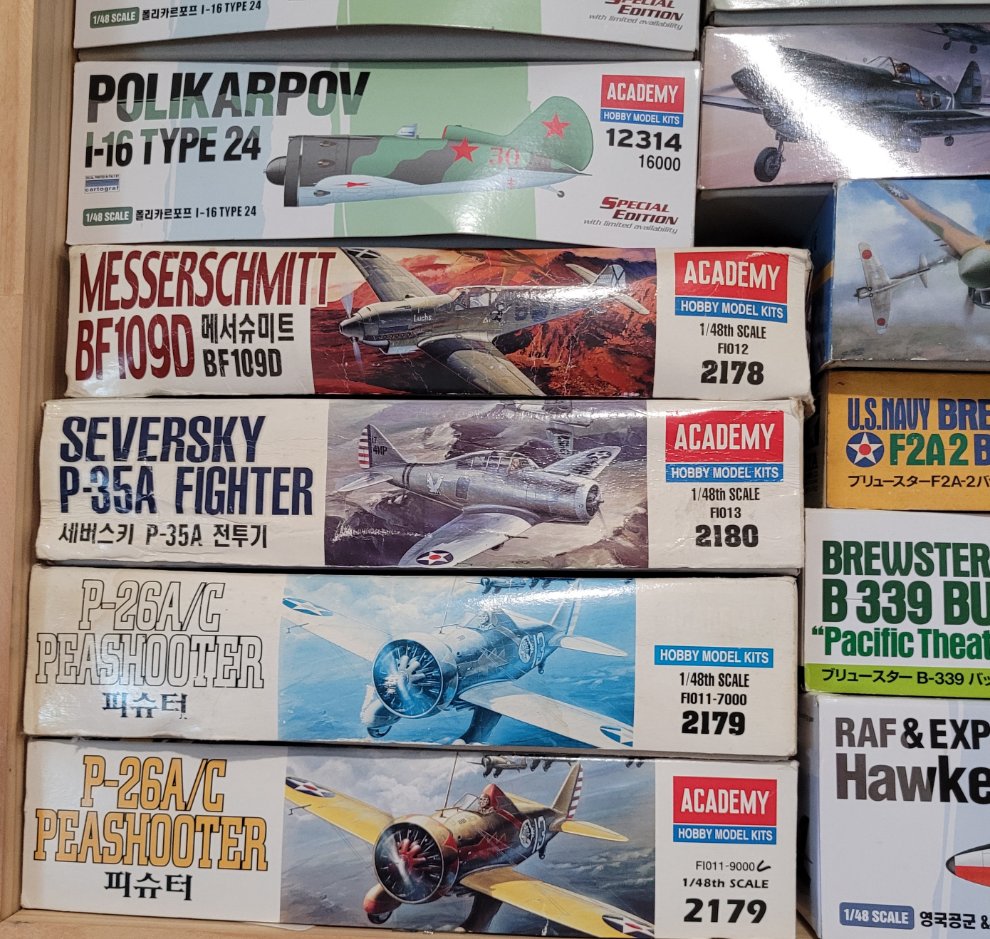 1/48 SCALE 폴리카르포프 I-16 TYPE 24
SPECIAL
EDITION
with limited availability
POLIKARPOV
I-16 TYPE 24
cartograf
1/48 SCALE 폴리카르포프 I-16 TYPE 24
30
ACADEMY
HOBBY MODEL KITS
12314
16000
SPECIAL
EDITION
with limited availability
MESSERSCHMITT
BF109D 메서슈미트
BF109D
Luchs
ACADEMY
HOBBY MODEL KITS
1/48th SCALE
FI012
2178
SEVERSKY
P-35A FIGHTER
세버스키 P-35A 전투기
ACADEMY
HOBBY MODEL KITS
1/48th SCALE
FI013
2180
P-26A/C
PEASHOOTER
피슈터
HOBBY MODEL KITS
1/48th SCALE
FI011-7000
2179
P-26A/C
PEASHOOTER
피슈터
ACADEMY
HOBBY MODEL KITS
FI011-9000
1/48th SCALE
2179
U.S. NAVY BRE
F2A2 B
ブリュースターF2A-2バ
BREWSTER
B 339 BU
"Pacific Theat
ブリュースター B-339 バッ
RAF & EXP
Hawke
1/48 SCALE 영국공군 &